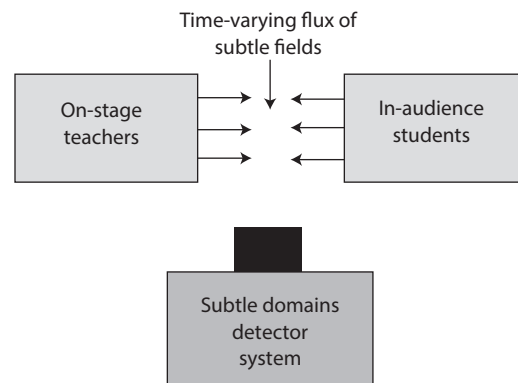 Time-varying flux of
subtle fields
On-stage
teachers
In-audience
students
Subtle domains
detector
system